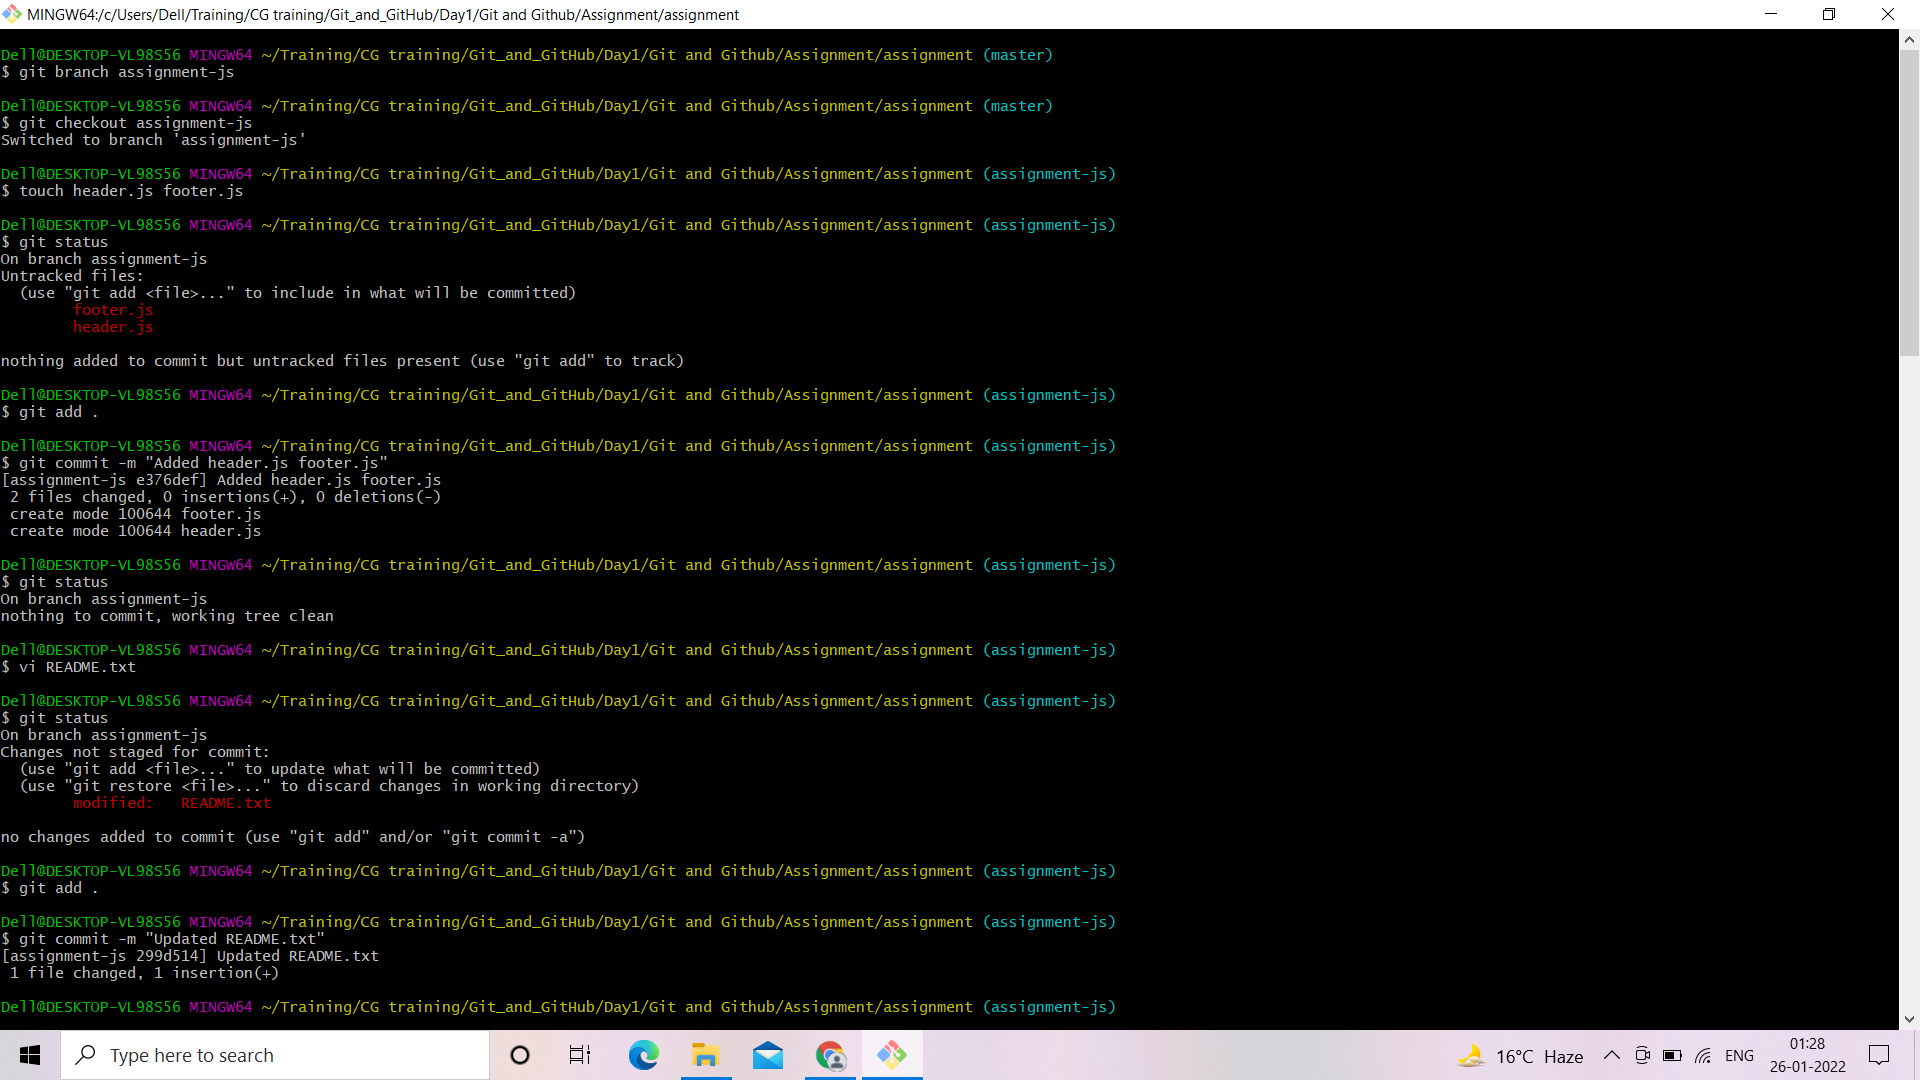 MINGW64:/c/Users/Dell/Training/CG training/Git_and_GitHub/Day1/Git and Github/Assignment/assignment
Dell@DESKTOP-VL98S56 MINGW64 ~/Training/CG training/Git_and_GitHub/Day1/Git and Github/Assignment/assignment (master)
$ git branch assignment-js
Dell@DESKTOP-VL98S56 MINGW64 ~/Training/CG training/Git_and_GitHub/Day1/Git and Github/Assignment/assignment (master)
$ git checkout assignment-js
Switched to branch 'assignment-js'
Dell@DESKTOP-VL98S56 MINGW64 ~/Training/CG training/Git_and_GitHub/Day1/Git and Github/Assignment/assignment (assignment-js)
$ touch header.js footer.js
Dell@DESKTOP-VL98S56 MINGW64 ~/Training/CG training/Git_and_GitHub/Day1/Git and Github/Assignment/assignment (assignment-js)
$ git status
On branch assignment-js
Untracked files:
  (use "git add <file>..." to include in what will be committed)
        footer.js
        header.js
nothing added to commit but untracked files present (use "git add" to track)
Dell@DESKTOP-VL98S56 MINGW64 ~/Training/CG training/Git_and_GitHub/Day1/Git and Github/Assignment/assignment (assignment-js)
$ git add .
Dell@DESKTOP-VL98S56 MINGW64 ~/Training/CG training/Git_and_GitHub/Day1/Git and Github/Assignment/assignment (assignment-js)
$ git commit -m "Added header.js footer.js"
[assignment-js e376def] Added header.js footer.js
 2 files changed, 0 insertions(+), 0 deletions(-)
 create mode 100644 footer.js
 create mode 100644 header.js
Dell@DESKTOP-VL98S56 MINGW64 ~/Training/CG training/Git_and_GitHub/Day1/Git and Github/Assignment/assignment (assignment-js)
$ git status
On branch assignment-js
nothing to commit, working tree clean
Dell@DESKTOP-VL98S56 MINGW64 ~/Training/CG training/Git_and_GitHub/Day1/Git and Github/Assignment/assignment (assignment-js)
$ vi README.txt
Dell@DESKTOP-VL98S56 MINGW64 ~/Training/CG training/Git_and_GitHub/Day1/Git and Github/Assignment/assignment (assignment-js)
$ git status
On branch assignment-js
Changes not staged for commit:
  (use "git add <file>..." to update what will be committed)
  (use "git restore <file>..." to discard changes in working directory)
        modified:   README.txt
no changes added to commit (use "git add" and/or "git commit -a")
Dell@DESKTOP-VL98S56 MINGW64 ~/Training/CG training/Git_and_GitHub/Day1/Git and Github/Assignment/assignment (assignment-js)
$ git add .
Dell@DESKTOP-VL98S56 MINGW64 ~/Training/CG training/Git_and_GitHub/Day1/Git and Github/Assignment/assignment (assignment-js)
$ git commit -m "Updated README.txt"
[assignment-js 299d514] Updated README.txt
 1 file changed, 1 insertion(+)
Dell@DESKTOP-VL98S56 MINGW64 ~/Training/CG training/Git_and_GitHub/Day1/Git and Github/Assignment/assignment (assignment-js)
Type here to search
16°C Haze
ENG
01:28
26-01-2022